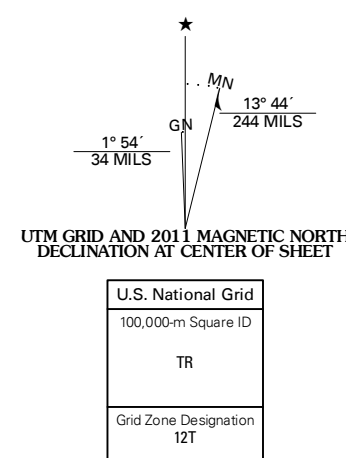 ★
MN
GN
13° 44´
244 MILS
1° 54´
34 MILS
UTM GRID AND 2011 MAGNETIC NORTH
DECLINATION AT CENTER OF SHEET
U.S. National Grid
100,000-m Square ID
TR
Grid Zone Designation
12T